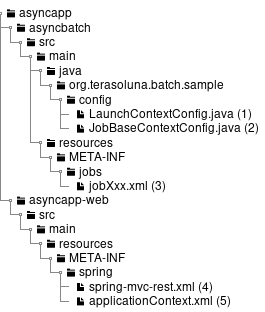 asyncapp
asyncbatch
src
main
java
org.terasoluna.batch.sample
config
LaunchContextConfig.java (1)
JobBaseContextConfig.java (2)
resources
META-INF
jobs
jobXxx.xml (3)
asyncapp-web
src
main
resources
META-INF
spring
spring-mvc-rest.xml (4)
applicationContext.xml (5)